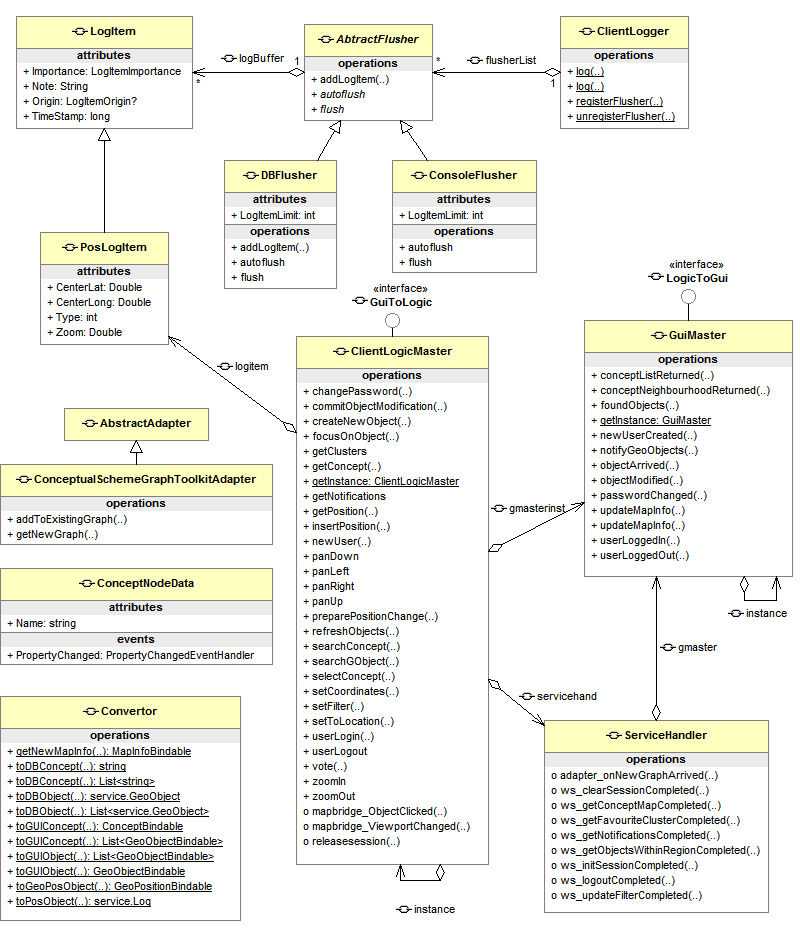 LogItem
attributes
+ Importance: LogItemImportance
+ Note: String
+ Origin: LogItemOrigin?
+ TimeStamp: long
logBuffer
1
*
AbtractFlusher
operations
+ addLogItem(..)
+ autoflush
+ flush
flusherList
*
1
ClientLogger
operations
+ log(..)
+ log(..)
+ registerFlusher(..)
+ unregisterFlusher(..)
DBFlusher
attributes
+ LogItemLimit: int
operations
+ addLogItem(..)
+ autoflush
+ flush
ConsoleFlusher
attributes
+ LogItemLimit: int
operations
+ autoflush
+ flush
PosLogItem
attributes
+ CenterLat: Double
+ CenterLong: Double
+ Type: int
+ Zoom: Double
logitem
«interface»
GuiToLogic
«interface»
LogicToGui
ClientLogicMaster
operations
+ changePassword(..)
+ commitObjectModification(..)
+ createNewObject(..)
+ focusOnObject(..)
+ getClusters
+ getConcept(..)
+ getInstance: ClientLogicMaster
+ getNotifications
+ getPosition(..)
+ insertPosition(..)
+ newUser(..)
+ panDown
+ panLeft
+ panRight
+ panUp
+ preparePositionChange(..)
+ refreshObjects(..)
+ searchConcept(..)
+ searchGObject(..)
+ selectConcept(..)
+ setCoordinates(..)
+ setFilter(..)
+ setToLocation(..)
+ userLogin(..)
+ userLogout
+ vote(..)
+ zoomIn
+ zoomOut
o mapbridge_ObjectClicked(..)
o mapbridge_ViewportChanged(..)
o releasesession(..)
instance
GuiMaster
operations
+ conceptListReturned(..)
+ conceptNeighbourhoodReturned(..)
+ foundObjects(..)
+ getInstance: GuiMaster
+ newUserCreated(..)
+ notifyGeoObjects(..)
+ objectArrived(..)
+ objectModified(..)
+ passwordChanged(..)
+ updateMapInfo(..)
+ updateMapInfo(..)
+ userLoggedIn(..)
+ userLoggedOut(..)
instance
gmasterinst
gmaster
servicehand
AbstractAdapter
ConceptualSchemeGraphToolkitAdapter
operations
+ addToExistingGraph(..)
+ getNewGraph(..)
ConceptNodeData
attributes
+ Name: string
events
+ PropertyChanged: PropertyChangedEventHandler
Convertor
operations
+ getNewMapInfo(..): MapInfoBindable
+ toDBConcept(..): string
+ toDBConcept(..): List<string>
+ toDBObject(..): service.GeoObject
+ toDBObject(..): List<service.GeoObject>
+ toGUIConcept(..): ConceptBindable
+ toGUIConcept(..): List<GeoObjectBindable>
+ toGUIObject(..): List<GeoObjectBindable>
+ toGUIObject(..): GeoObjectBindable
+ toGeoPosObject(..): GeoPositionBindable
+ toPosObject(..): service.Log
ServiceHandler
operations
o adapter_onNewGraphArrived(..)
o ws_clearSessionCompleted(..)
o ws_getConceptMapCompleted(..)
o ws_getFavouriteClusterCompleted(..)
o ws_getNotificationsCompleted(..)
o ws_getObjectsWithinRegionCompleted(..)
o ws_initSessionCompleted(..)
o ws_logoutCompleted(..)
o ws_updateFilterCompleted(..)